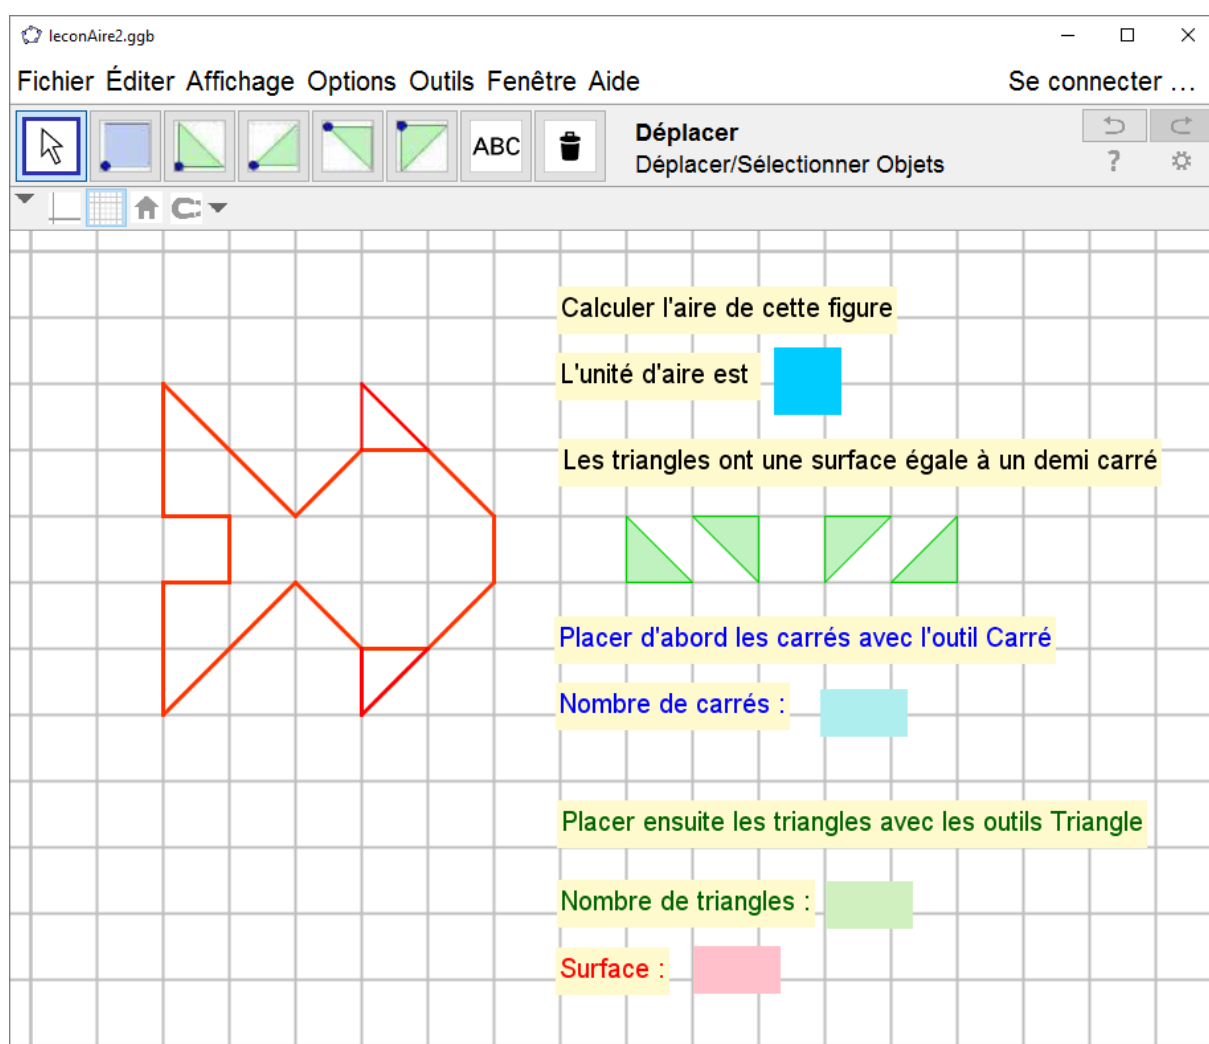 leconAire2.ggb
Fichier Éditer Affichage Options Outils Fenêtre Aide Se connecter ...
ABC
Déplacer
Déplacer/Sélectionner Objets
?
Calculer l'aire de cette figure
L'unité d'aire est
Les triangles ont une surface égale à un demi carré
Placer d'abord les carrés avec l'outil Carré
Nombre de carrés :
Placer ensuite les triangles avec les outils Triangle
Nombre de triangles :
Surface :